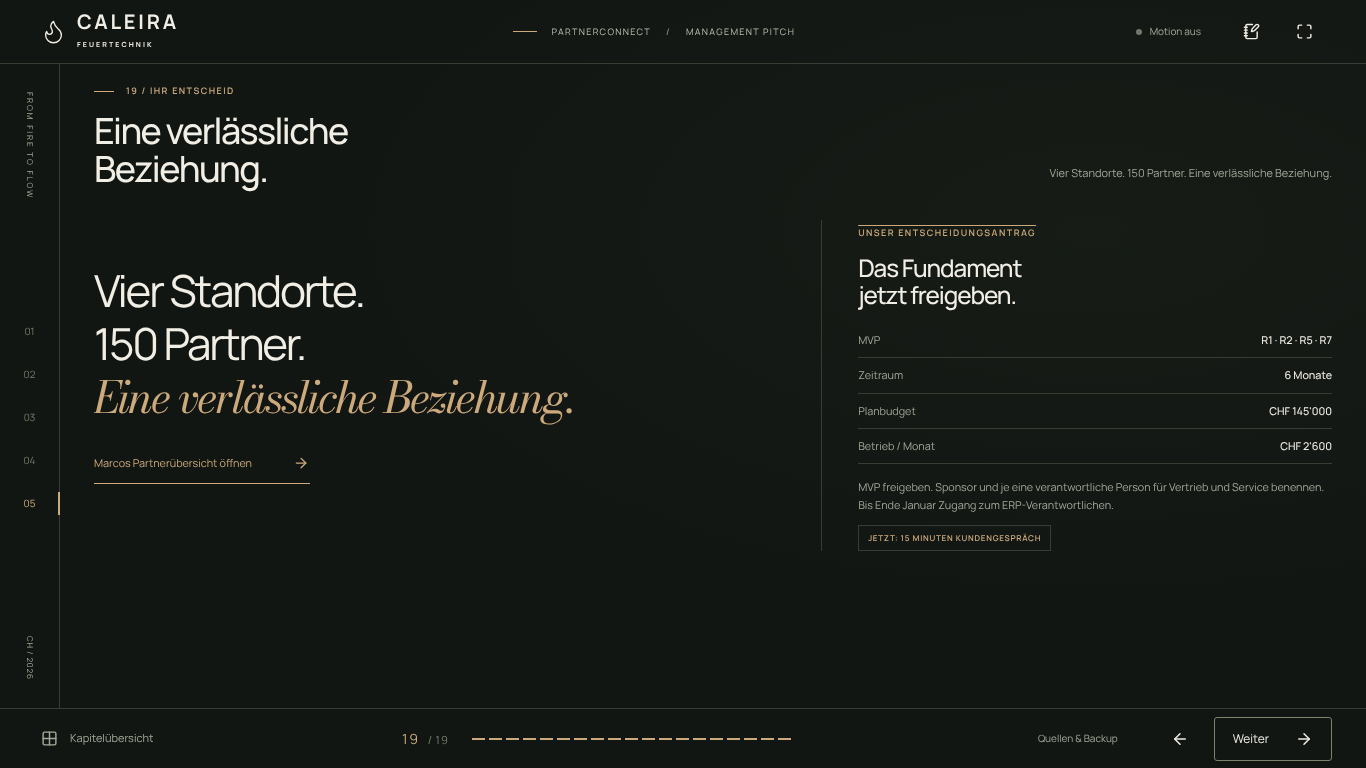 CALEIRA
FEUERTECHNIK
PARTNERCONNECT / MANAGEMENT PITCH
Motion aus
FROM FIRE TO FLOW
01
02
03
04
05
CH / 2026
19 / IHR ENTSCHEID
Eine verlässliche
Beziehung.
Vier Standorte. 150 Partner. Eine verlässliche Beziehung.
Vier Standorte.
150 Partner.
Eine verlässliche Beziehung.
Marcos Partnerübersicht öffnen
UNSER ENTSCHEIDUNGSANTRAG
Das Fundament
jetzt freigeben.
MVP R1 · R2 · R5 · R7
Zeitraum 6 Monate
Planbudget CHF 145'000
Betrieb / Monat CHF 2'600
MVP freigeben. Sponsor und je eine verantwortliche Person für Vertrieb und Service benennen.
Bis Ende Januar Zugang zum ERP-Verantwortlichen.
JETZT: 15 MINUTEN KUNDENGESPRÄCH
Kapitelübersicht
19 / 19
Quellen & Backup
Weiter